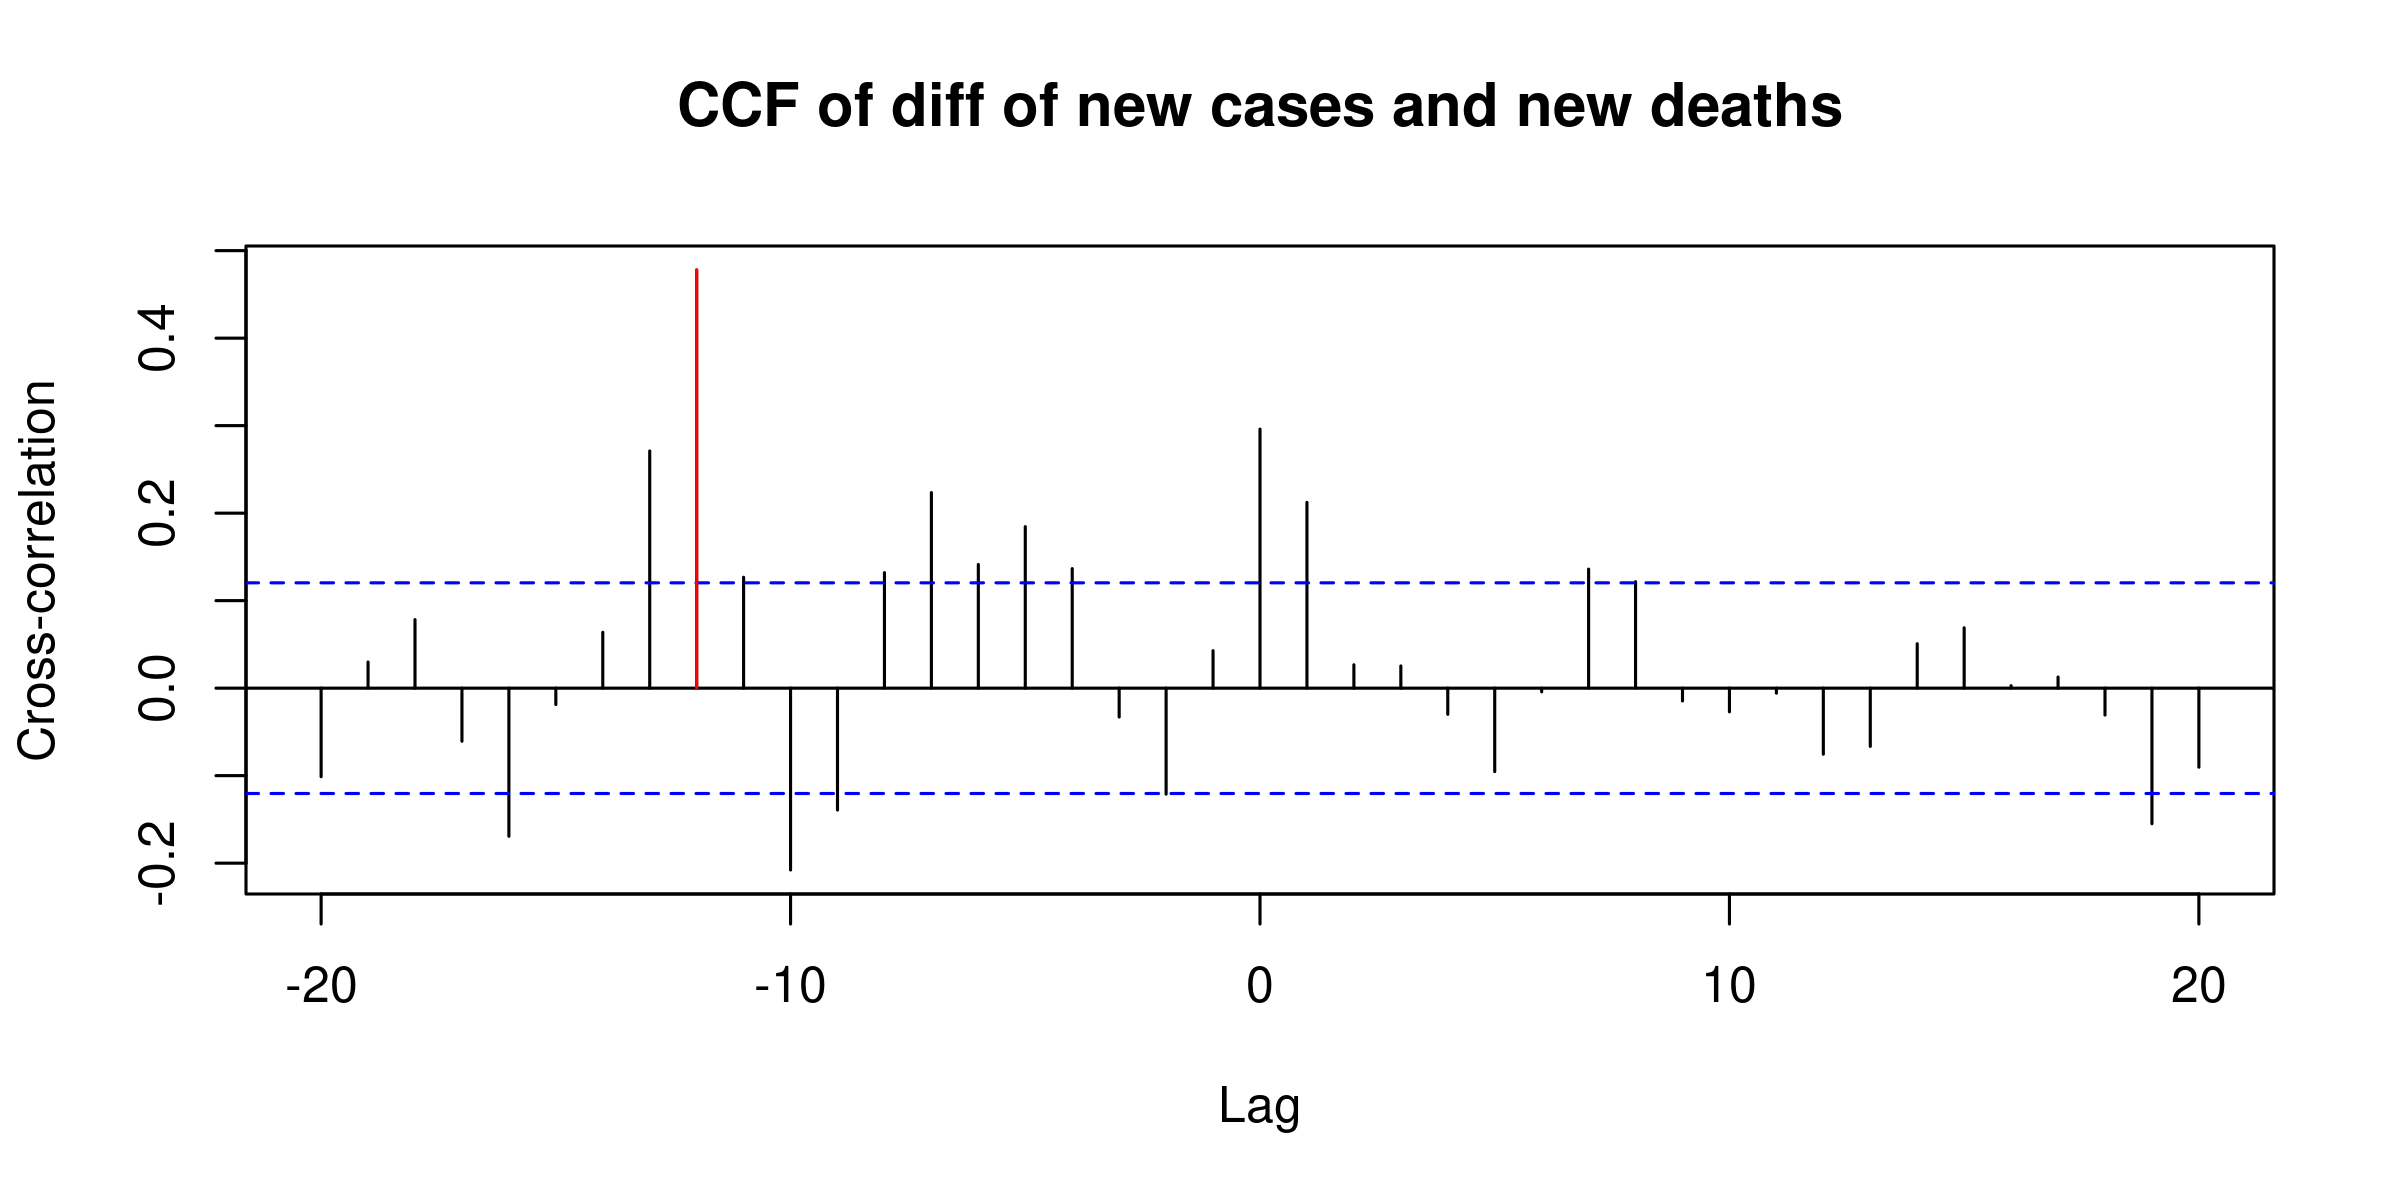 CCF of diff of new cases and new deaths
Cross-correlation
0.4
0.2
0.0
-0.2
-20 -10 0 10 20
Lag